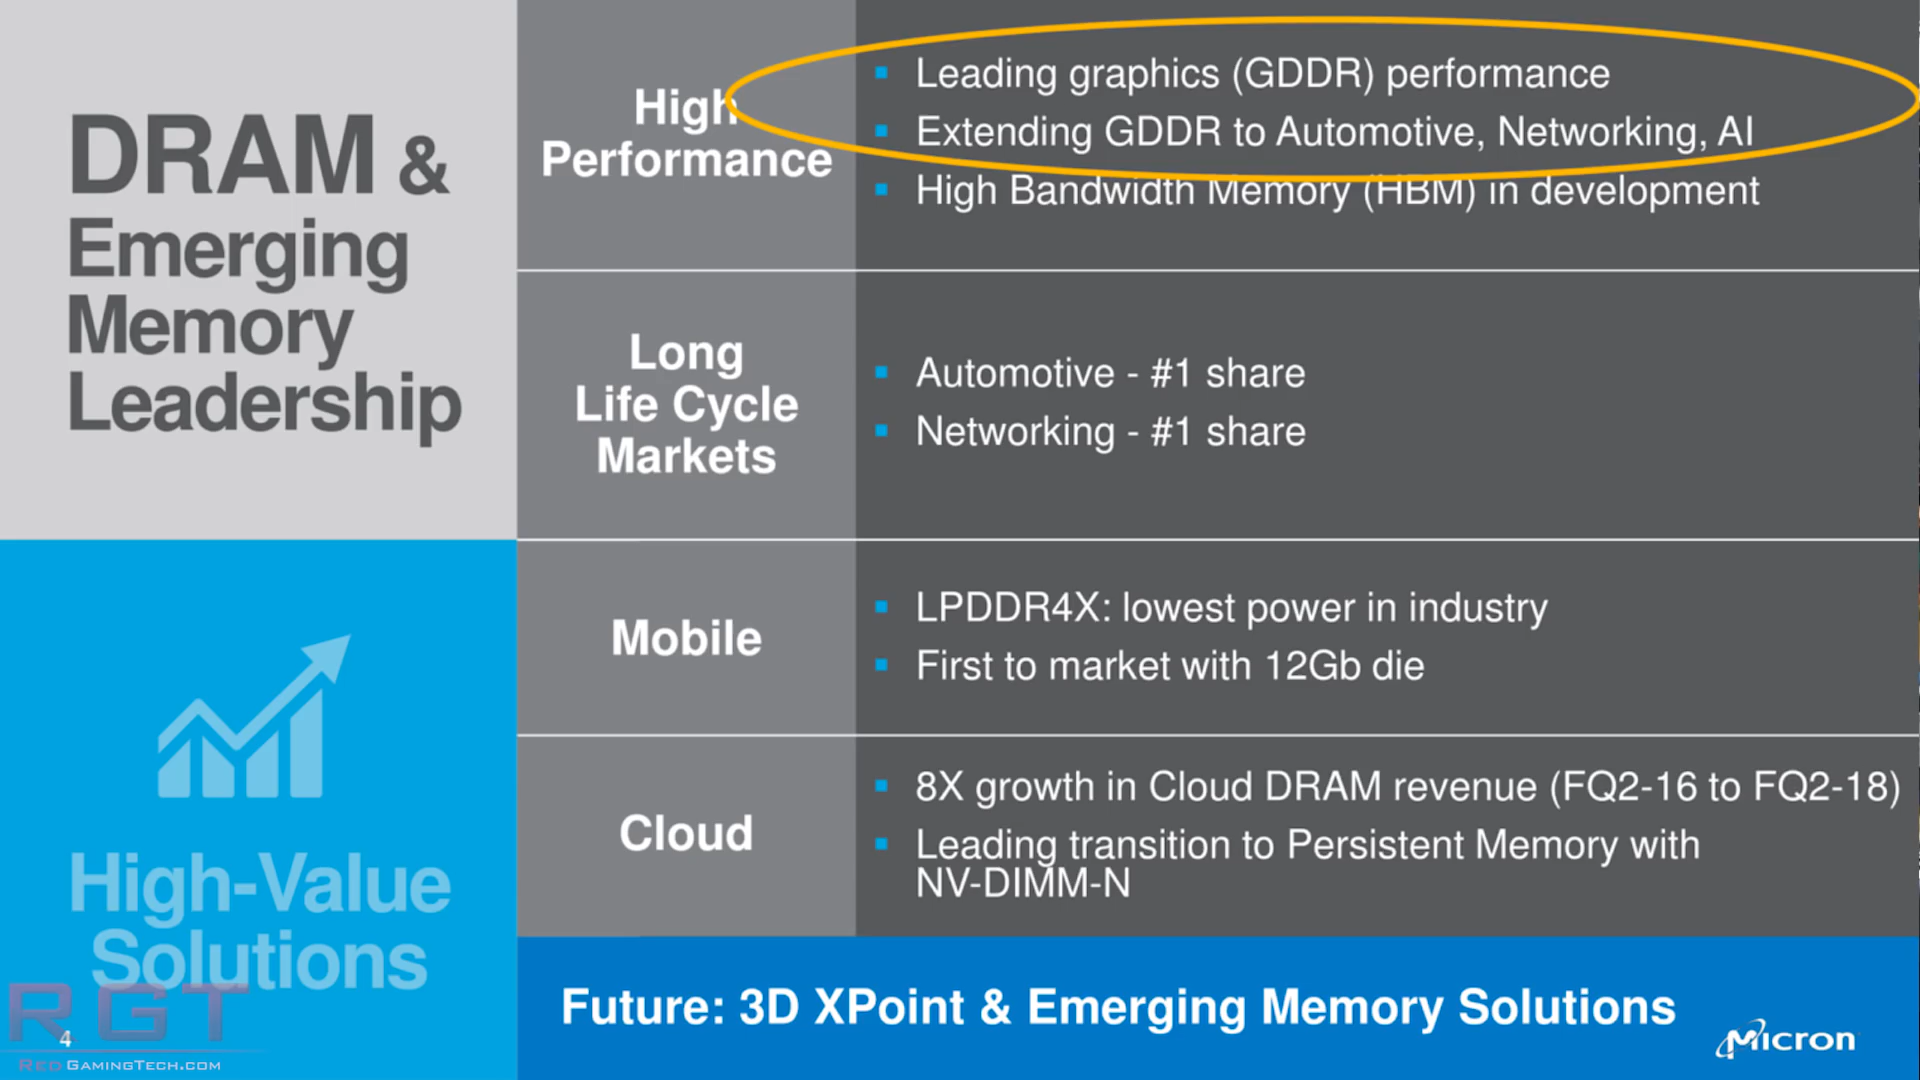 DRAM &
Emerging
Memory
Leadership
High-Value
Solutions
High
Performance
Leading graphics (GDDR) performance
Extending GDDR to Automotive, Networking, AI
High Bandwidth Memory (HBM) in development
Long
Life Cycle
Markets
Automotive - #1 share
Networking - #1 share
Mobile
LPDDR4X: lowest power in industry
First to market with 12Gb die
Cloud
8X growth in Cloud DRAM revenue (FQ2-16 to FQ2-18)
Leading transition to Persistent Memory with
NV-DIMM-N
Future: 3D XPoint & Emerging Memory Solutions
Micron
RGT
4
REDGAMINGTECH.COM